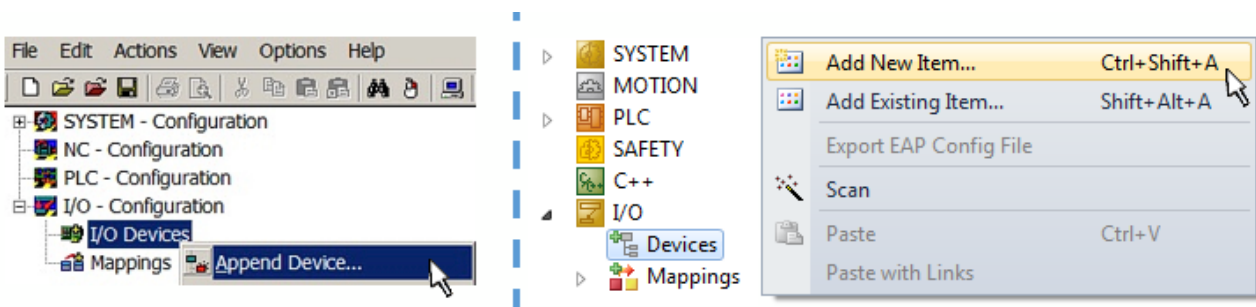 File Edit Actions View Options Help
SYSTEM - Configuration
NC - Configuration
PLC - Configuration
I/O - Configuration
I/O Devices
Mappings
Append Device...
SYSTEM
MOTION
PLC
SAFETY
C++
I/O
Devices
Mappings
Add New Item... Ctrl+Shift+A
Add Existing Item... Shift+Alt+A
Export EAP Config File
Scan
Paste Ctrl+V
Paste with Links